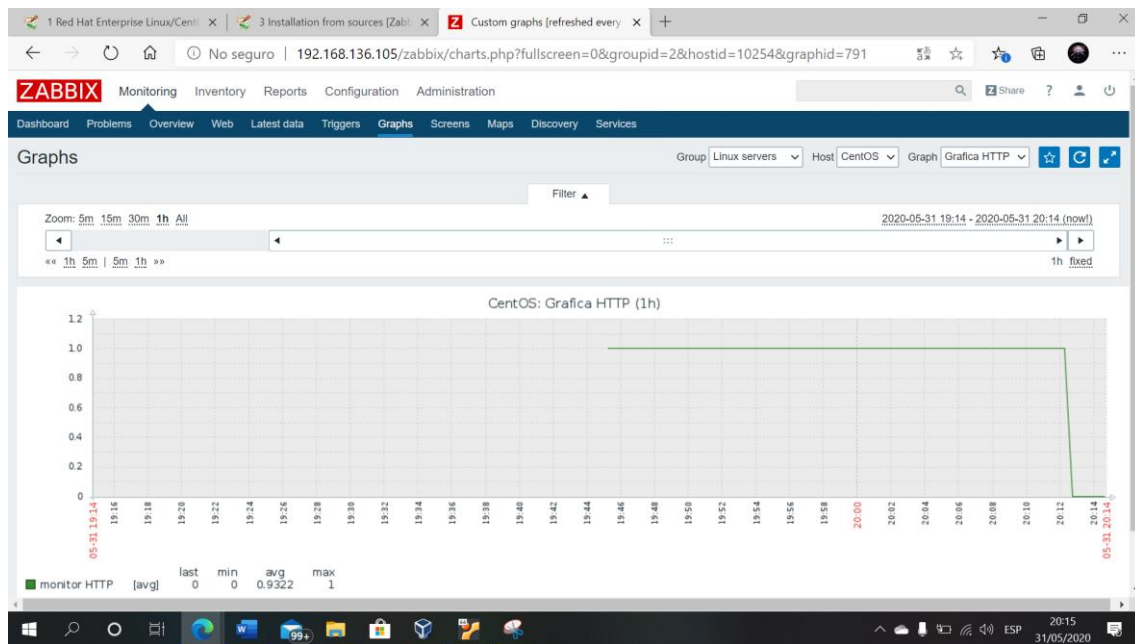 1 Red Hat Enterprise Linux/Cent
3 Installation from sources [Zabb
Custom graphs [refreshed every
No seguro | 192.168.136.105/zabbix/charts.php?fullscreen=0&groupid=2&hostid=10254&graphid=791
ZABBIX Monitoring Inventory Reports Configuration Administration Z Share ?
Dashboard Problems Overview Web Latest data Triggers Graphs Screens Maps Discovery Services
Graphs Group Linux servers Host CentOS Graph Grafica HTTP
Filter
Zoom: 5m 15m 30m 1h All 2020-05-31 19:14 - 2020-05-31 20:14 (now!)
«« 1h 5m | 5m 1h »» 1h fixed
CentOS: Grafica HTTP (1h)
1.2
1.0
0.8
0.6
0.4
0.2
0
05-31 19:14 19:16 19:18 19:20 19:22 19:24 19:26 19:28 19:30 19:32 19:34 19:36 19:38 19:40 19:42 19:44 19:46 19:48 19:50 19:52 19:54 19:56 19:58 20:00 20:02 20:04 20:06 20:08 20:10 20:12 20:14 05-31 20:14
last min avg max
monitor HTTP [avg] 0 0 0.9322 1
99+ ESP 20:15
31/05/2020